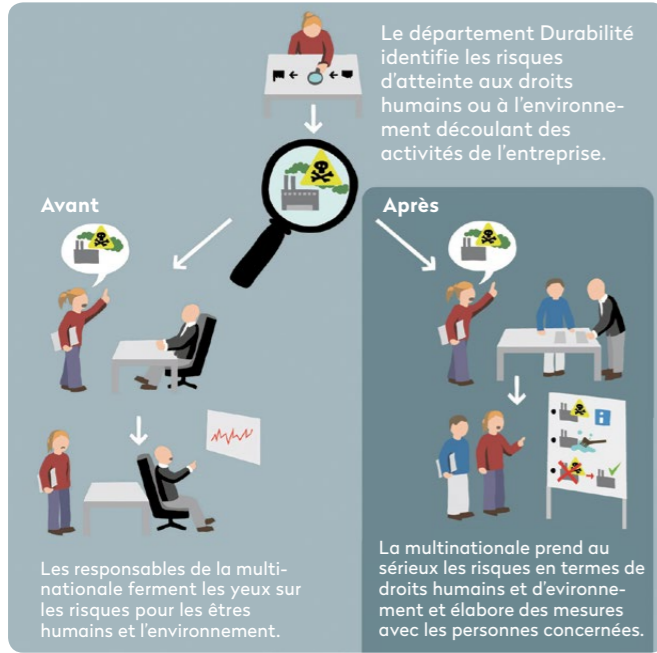 Le département Durabilité
identifie les risques
d'atteinte aux droits
humains ou à l'environne-
ment découlant des
activités de l'entreprise.
Avant
Après
Les responsables de la multi-
nationale ferment les yeux sur
les risques pour les êtres
humains et l'environnement.
La multinationale prend au
sérieux les risques en termes de
droits humains et d'evironne-
ment et élabore des mesures
avec les personnes concernées.